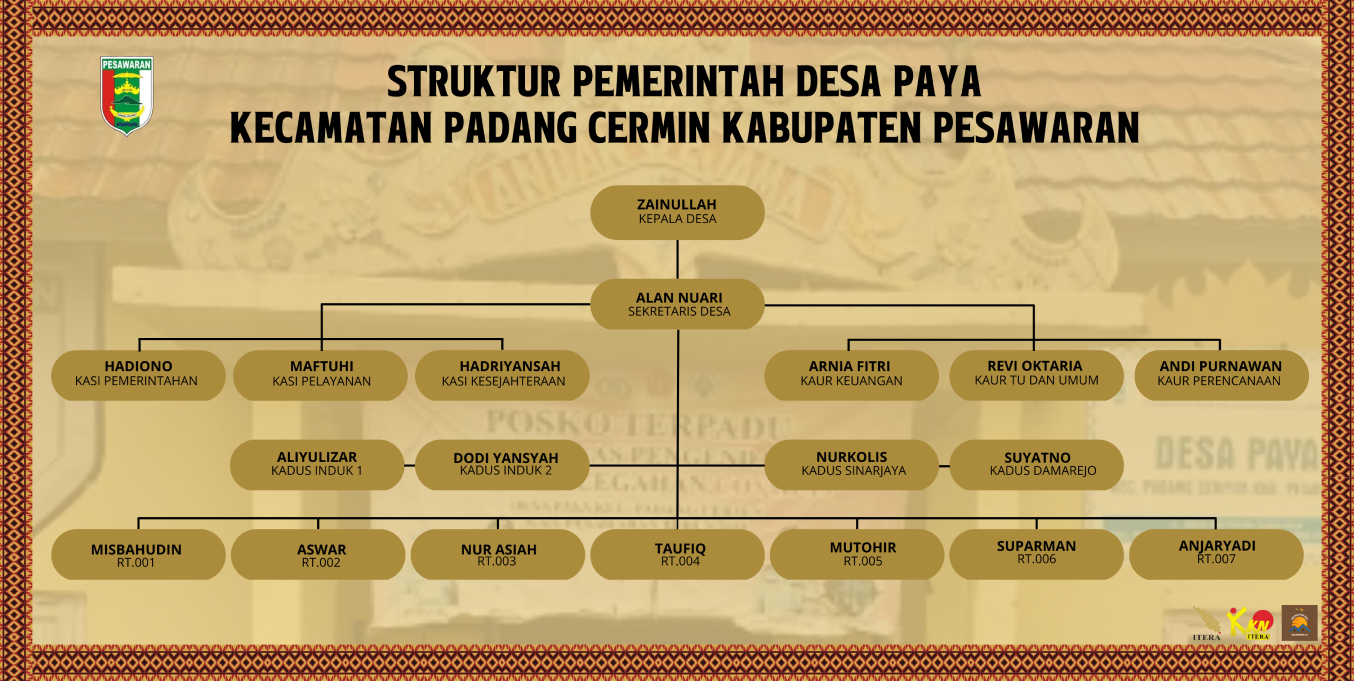 PESAWARAN
STRUKTUR PEMERINTAH DESA PAYA
KECAMATAN PADANG CERMIN KABUPATEN PESAWARAN
ZAINULLAH
KEPALA DESA
ALAN NUARI
SEKRETARIS DESA
HADIONO
KASI PEMERINTAHAN
MAFTUHI
KASI PELAYANAN
HADRIYANSAH
KASI KESEJAHTERAAN
ARNIA FITRI
KAUR KEUANGAN
REVI OKTARIA
KAUR TU DAN UMUM
ANDI PURNAWAN
KAUR PERENCANAAN
POSKO TERPADU
DESA PAYA
ALIYULIZAR
KADUS INDUK 1
DODI YANSYAH
KADUS INDUK 2
NURKOLIS
KADUS SINARJAYA
SUYATNO
KADUS DAMAREJO
MISBAHUDIN
RT.001
ASWAR
RT.002
NUR ASIAH
RT.003
TAUFIQ
RT.004
MUTOHIR
RT.005
SUPARMAN
RT.006
ANJARYADI
RT.007
ITERA
KKN
ITERA